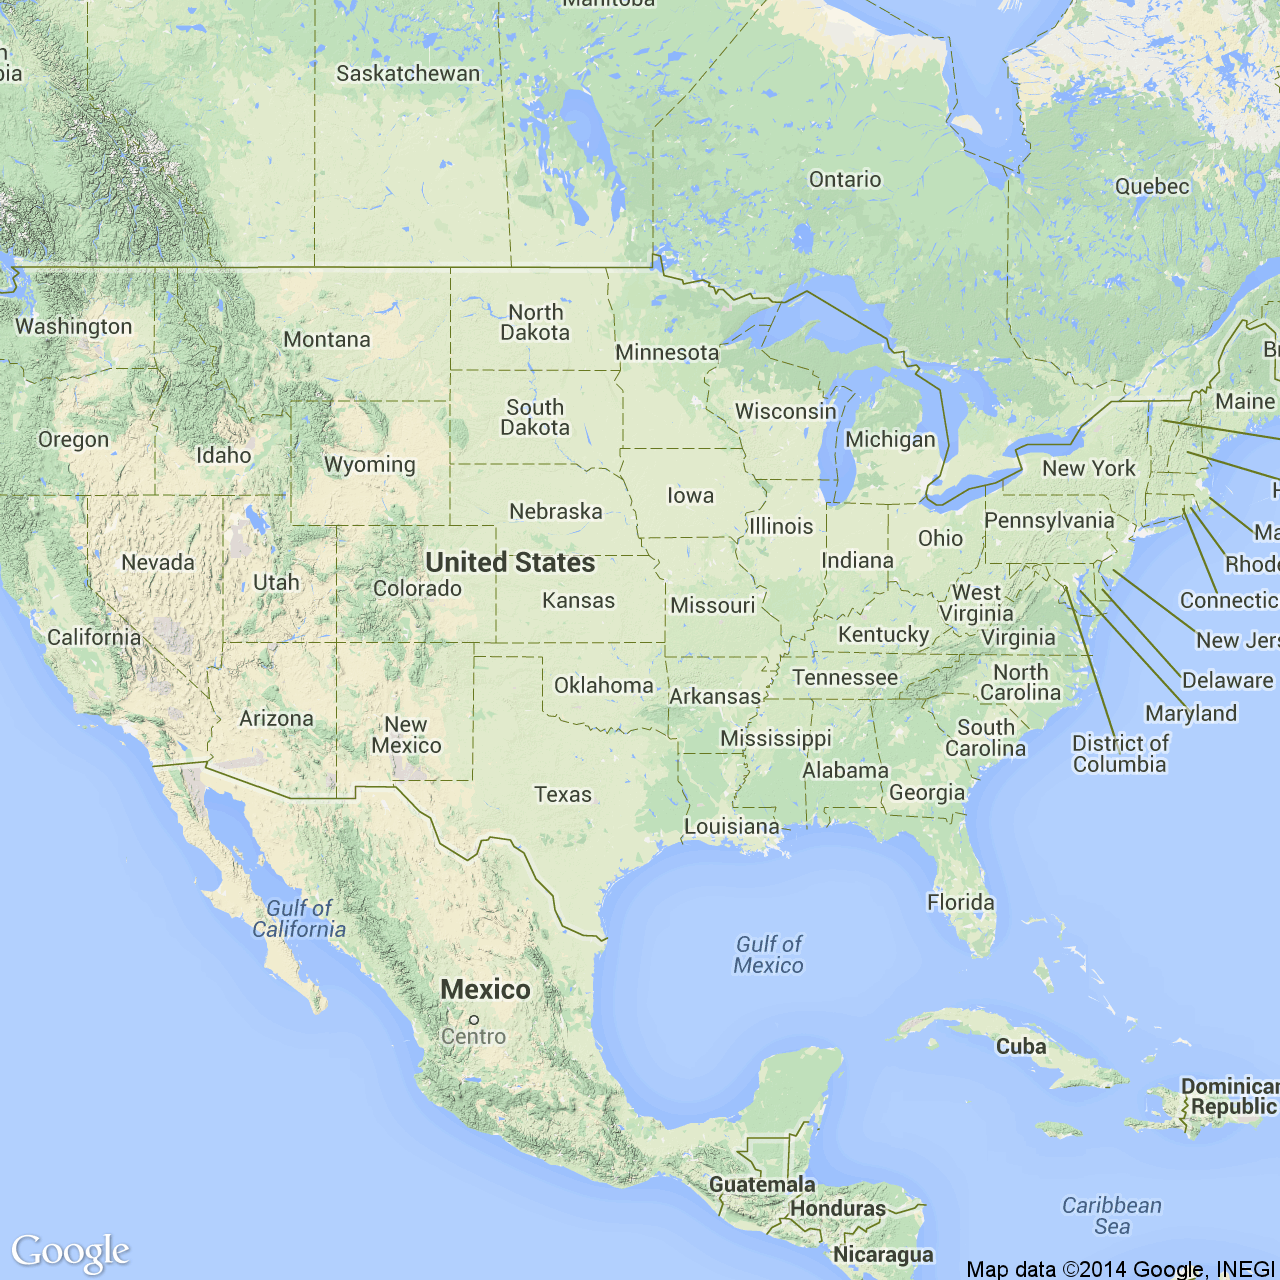 Manitoba
Saskatchewan
Ontario
Quebec
Washington
North
Dakota
Montana
Minnesota
Maine
South
Dakota
Wisconsin
Michigan
Oregon
Idaho
Wyoming
New York
Iowa
Nebraska
Illinois
Pennsylvania
Ohio
Nevada
United States
Indiana
Utah
Colorado
Kansas
Missouri
West
Virginia
Rhode
Connectic
California
Kentucky
Virginia
New Jers
Oklahoma
Tennessee
North
Carolina
Delaware
Arkansas
Arizona
New
Mexico
Maryland
Mississippi
South
Carolina
District of
Columbia
Alabama
Texas
Georgia
Louisiana
Gulf of
California
Florida
Gulf of
Mexico
Mexico
Centro
Cuba
Dominican
Republic
Guatemala
Honduras
Caribbean
Sea
Nicaragua
Google
Map data ©2014 Google, INEGI